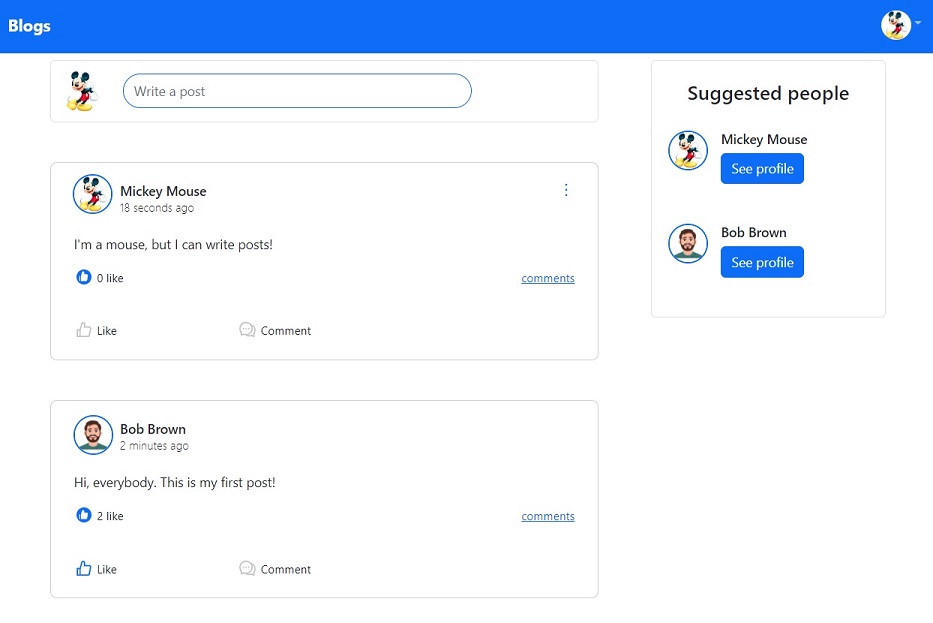 Blogs
Write a post
Mickey Mouse
18 seconds ago
I'm a mouse, but I can write posts!
0 like
comments
Like
Comment
Bob Brown
2 minutes ago
Hi, everybody. This is my first post!
2 like
comments
Like
Comment
Suggested people
Mickey Mouse
See profile
Bob Brown
See profile